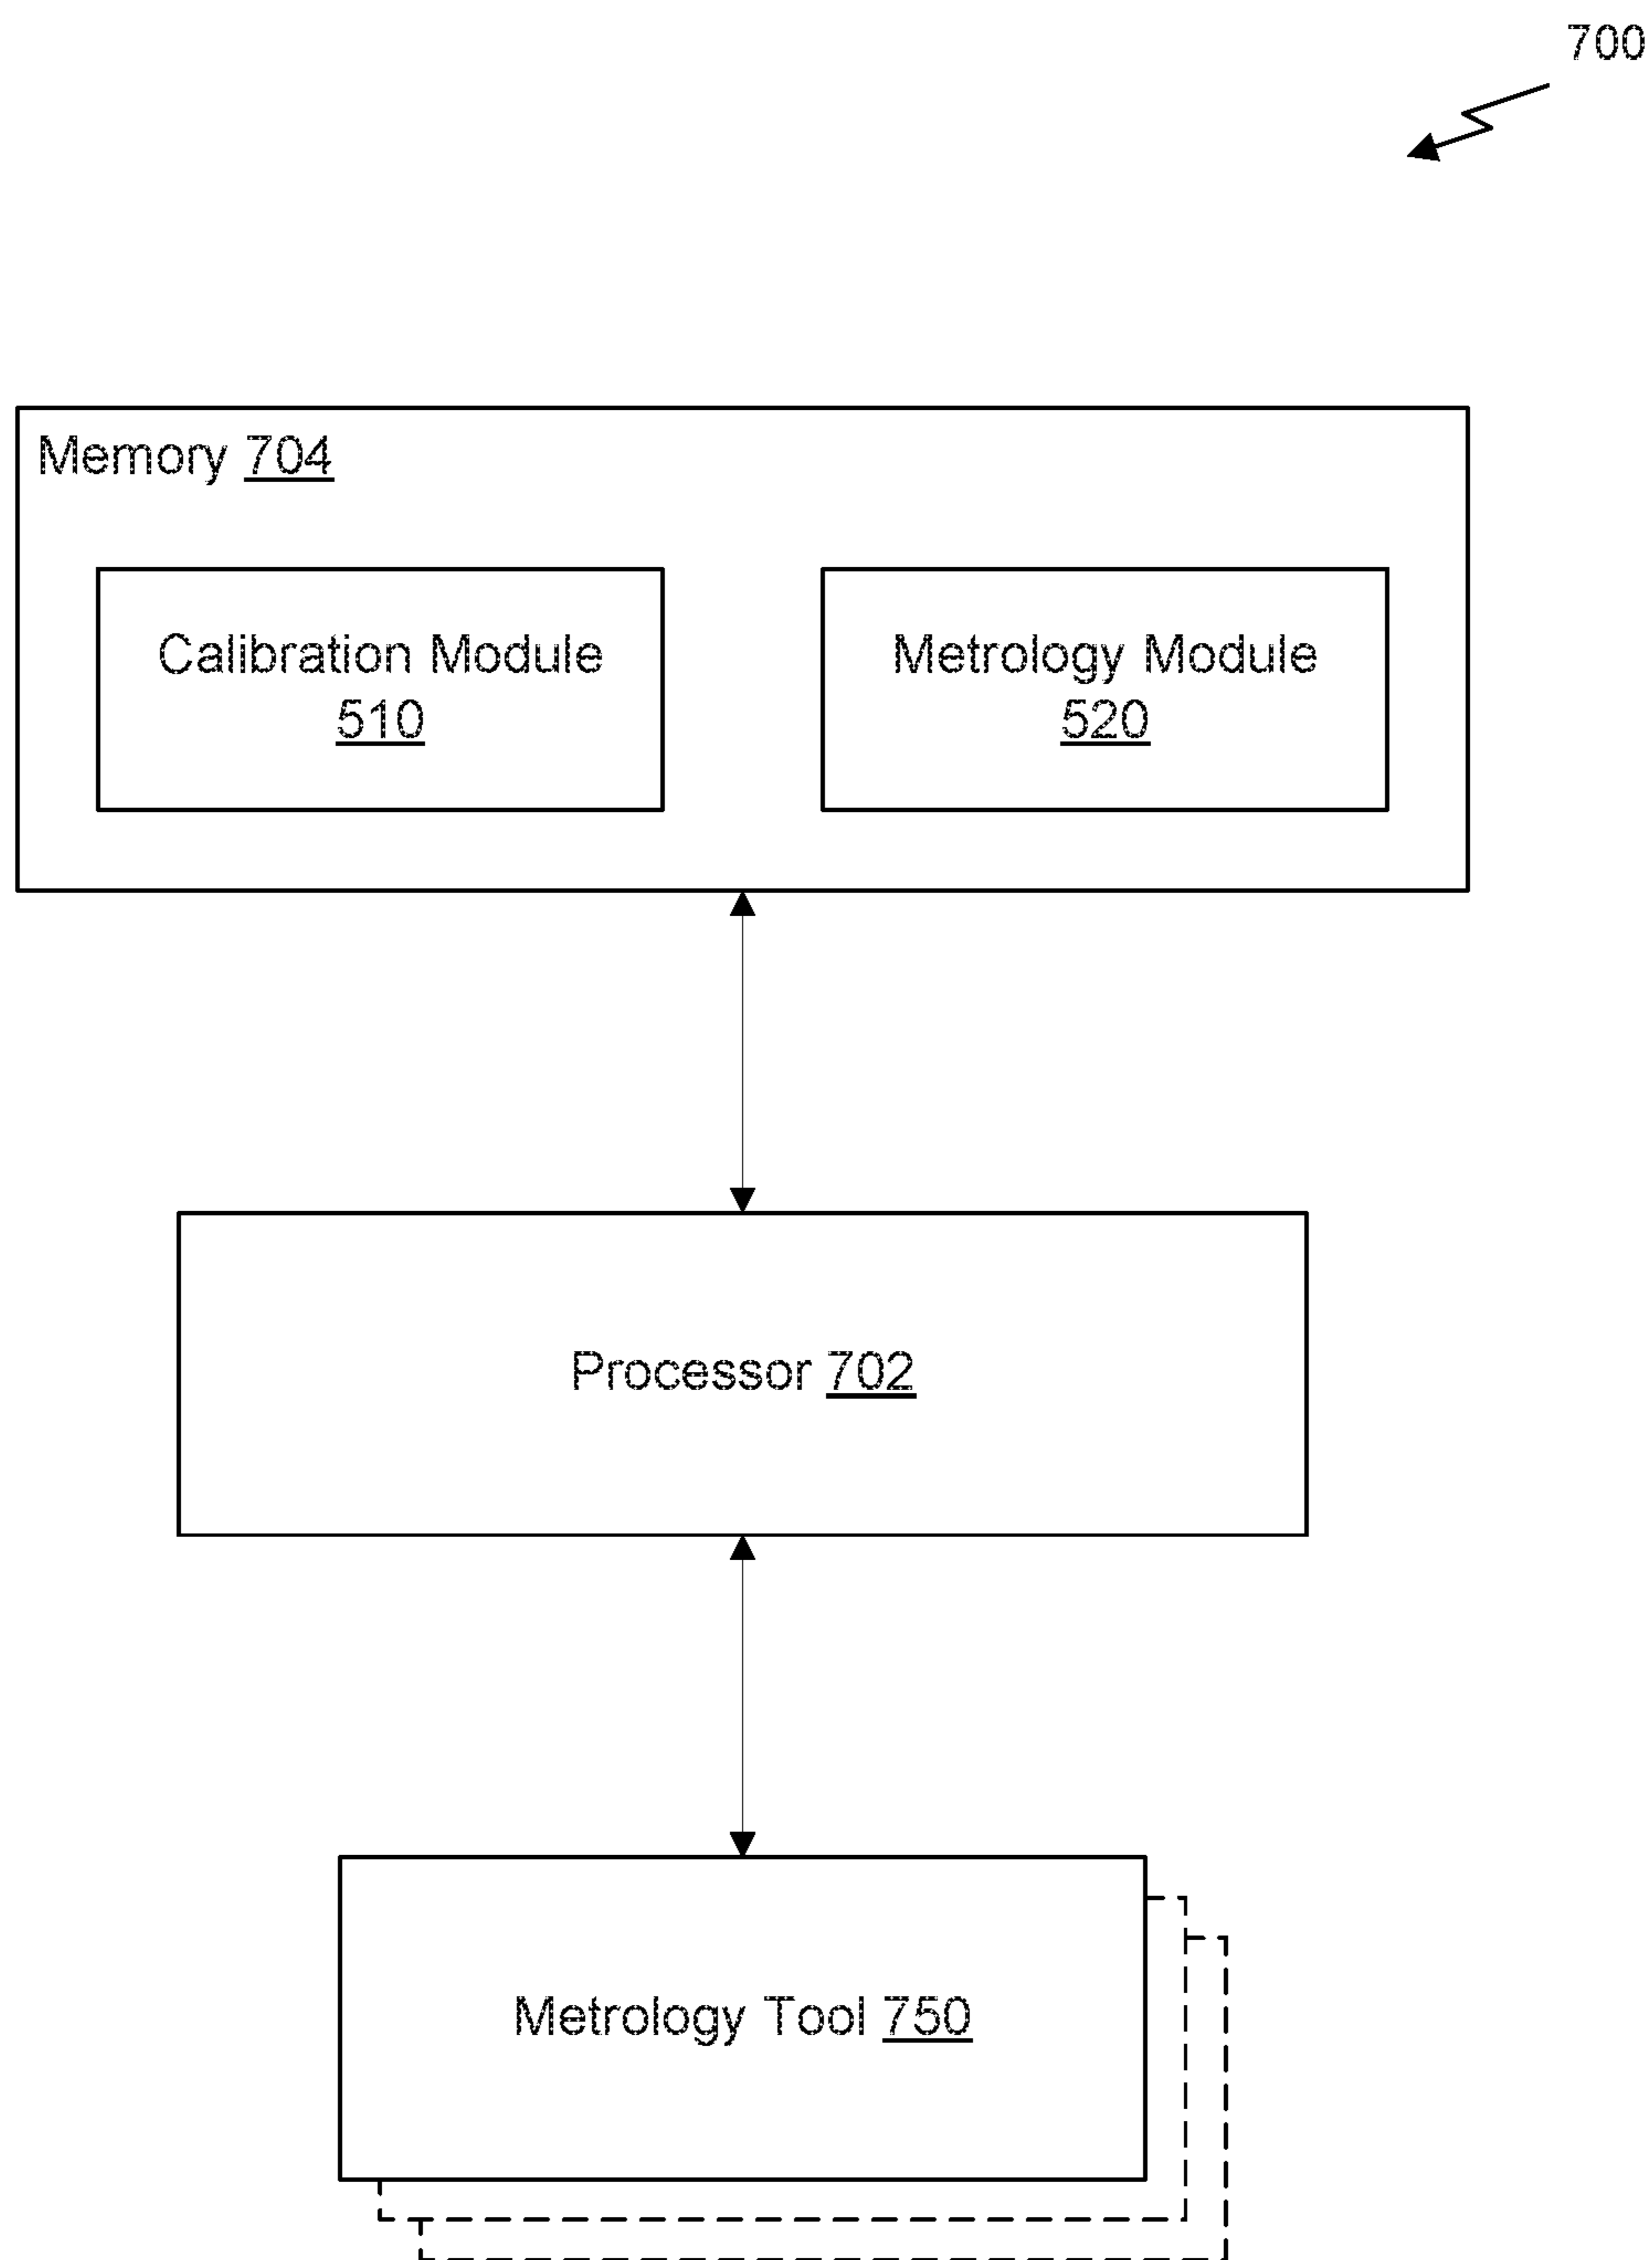 700
Memory 704
Calibration Module
510
Metrology Module
520
Processor 702
Metrology Tool 750